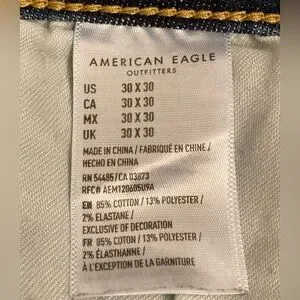 AMERICAN EAGLE
OUTFITTERS
US 30 X 30
CA 30 X 30
MX 30 X 30
UK 30 X 30
MADE IN CHINA / FABRIQUÉ EN CHINE /
HECHO EN CHINA
RN 54485/CA 03873
RFC# AEM120605U9A
EN 85% COTTON / 13% POLYESTER /
2% ELASTANE /
EXCLUSIVE OF DECORATION
FR 85% COTON / 13% POLYESTER /
2% ÉLASTHANNE /
À L'EXCEPTION DE LA GARNITURE